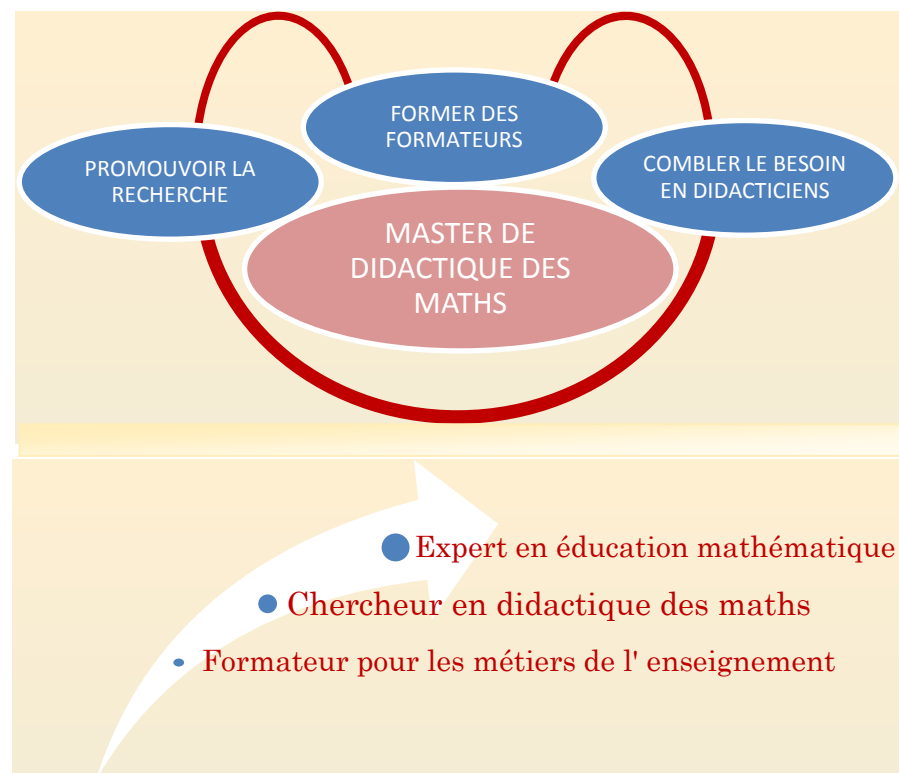 FORMER DES
FORMATEURS
PROMOUVOIR LA
RECHERCHE
COMBLER LE BESOIN
EN DIDACTICIENS
MASTER DE
DIDACTIQUE DES
MATHS
Expert en éducation mathématique
Chercheur en didactique des maths
Formateur pour les métiers de l' enseignement